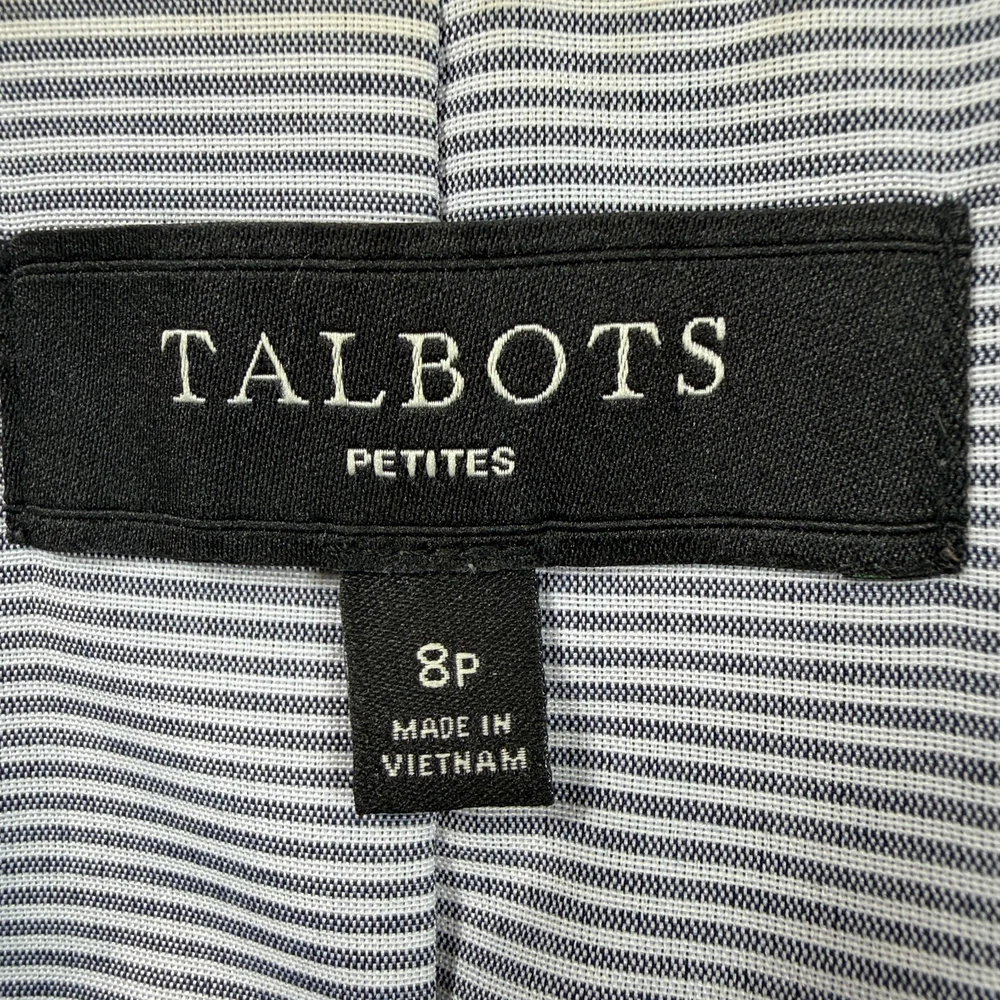 TALBOTS
PETITES
8P
MADE IN
VIETNAM